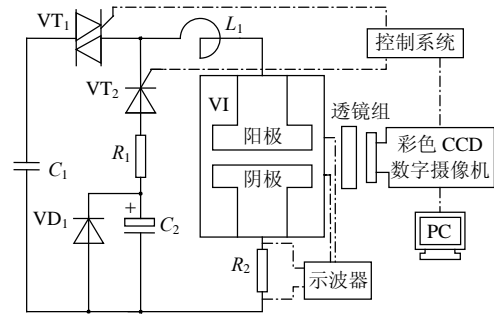 VT₁
L₁
控制系统
VT₂
VI
透镜组
阳极
彩色 CCD
数字摄像机
R₁
阴极
C₁
+
VD₁
C₂
PC
R₂
示波器